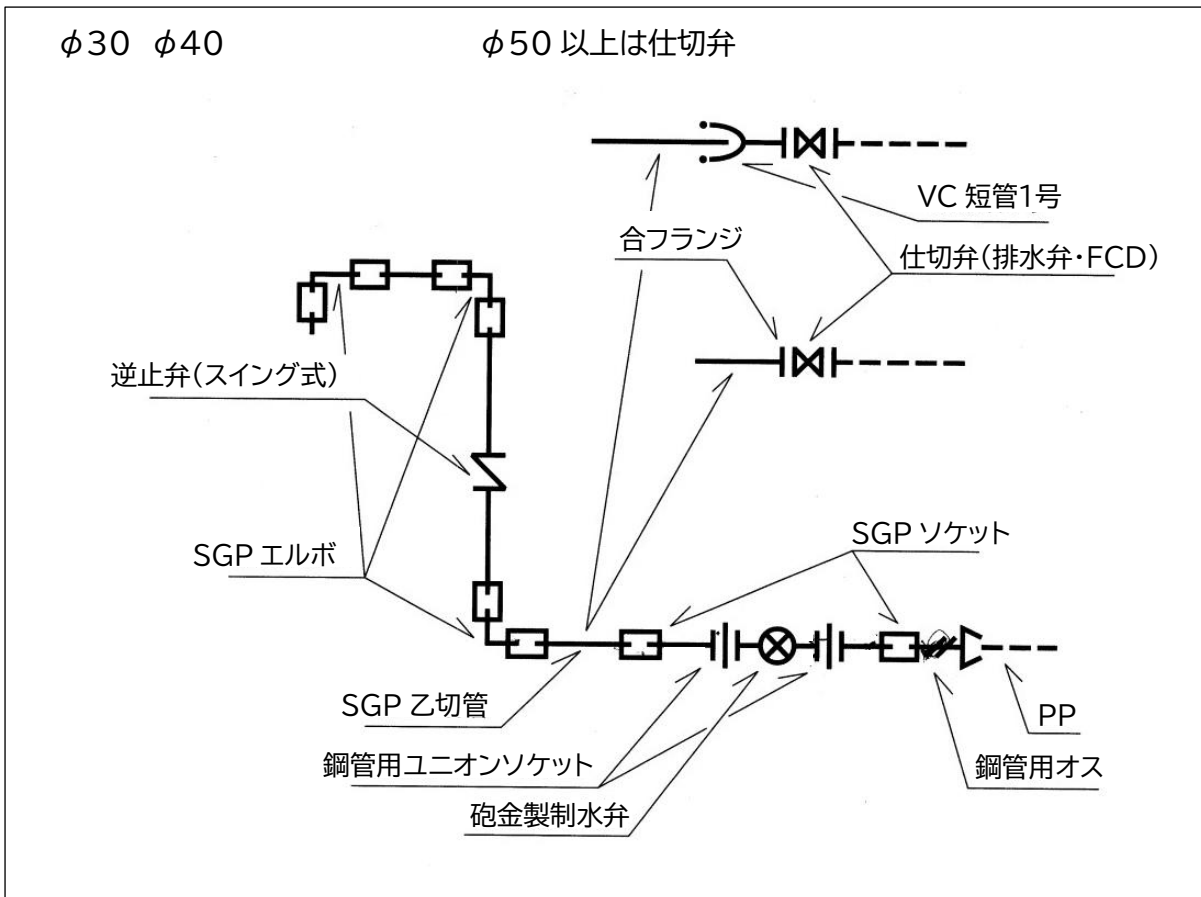 φ30 φ40
φ50 以上は仕切弁
VC 短管1号
合フランジ
仕切弁(排水弁・FCD)
逆止弁(スイング式)
SGP ソケット
SGP エルボ
SGP 乙切管
PP
鋼管用ユニオンソケット
鋼管用オス
砲金製制水弁